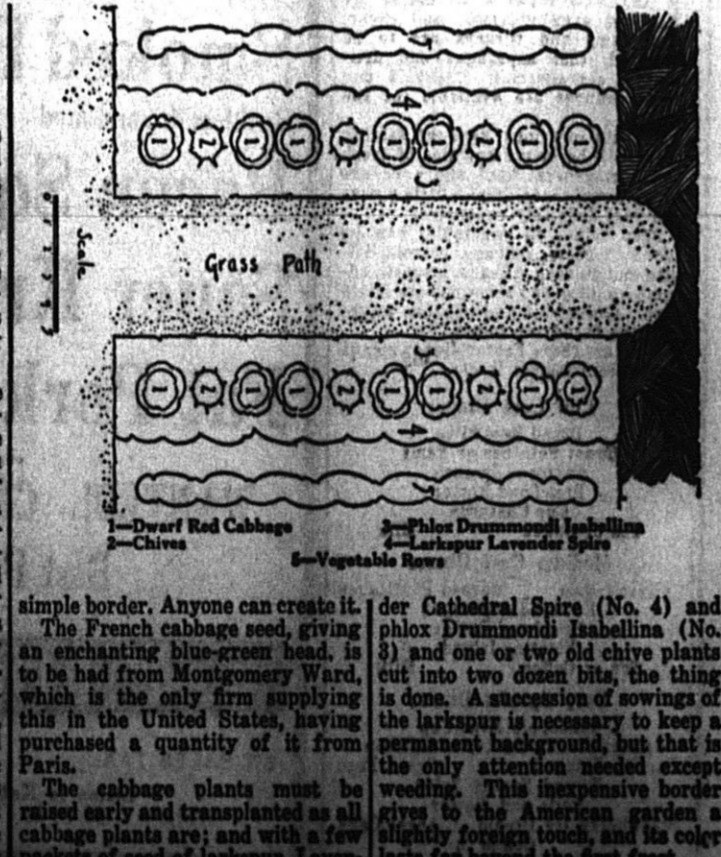 Scale
Grass Path
1—Dwarf Red Cabbage
2—Chives
3—Phlox Drummondi Isabellina
4—Larkspur Lavender Spire
5—Vegetable Rows
simple border. Anyone can create it.
The French cabbage seed, giving
an enchanting blue-green head, is
to be had from Montgomery Ward,
which is the only firm supplying
this in the United States, having
purchased a quantity of it from
Paris.
The cabbage plants must be
raised early and transplanted as all
cabbage plants are; and with a few
der Cathedral Spire (No. 4) and
phlox Drummondi Isabellina (No.
3) and one or two old chive plants
cut into two dozen bits, the thing
is done. A succession of sowings of
the larkspur is necessary to keep a
permanent background, but that is
the only attention needed except
weeding. This inexpensive border
gives to the American garden a
slightly foreign touch, and its color